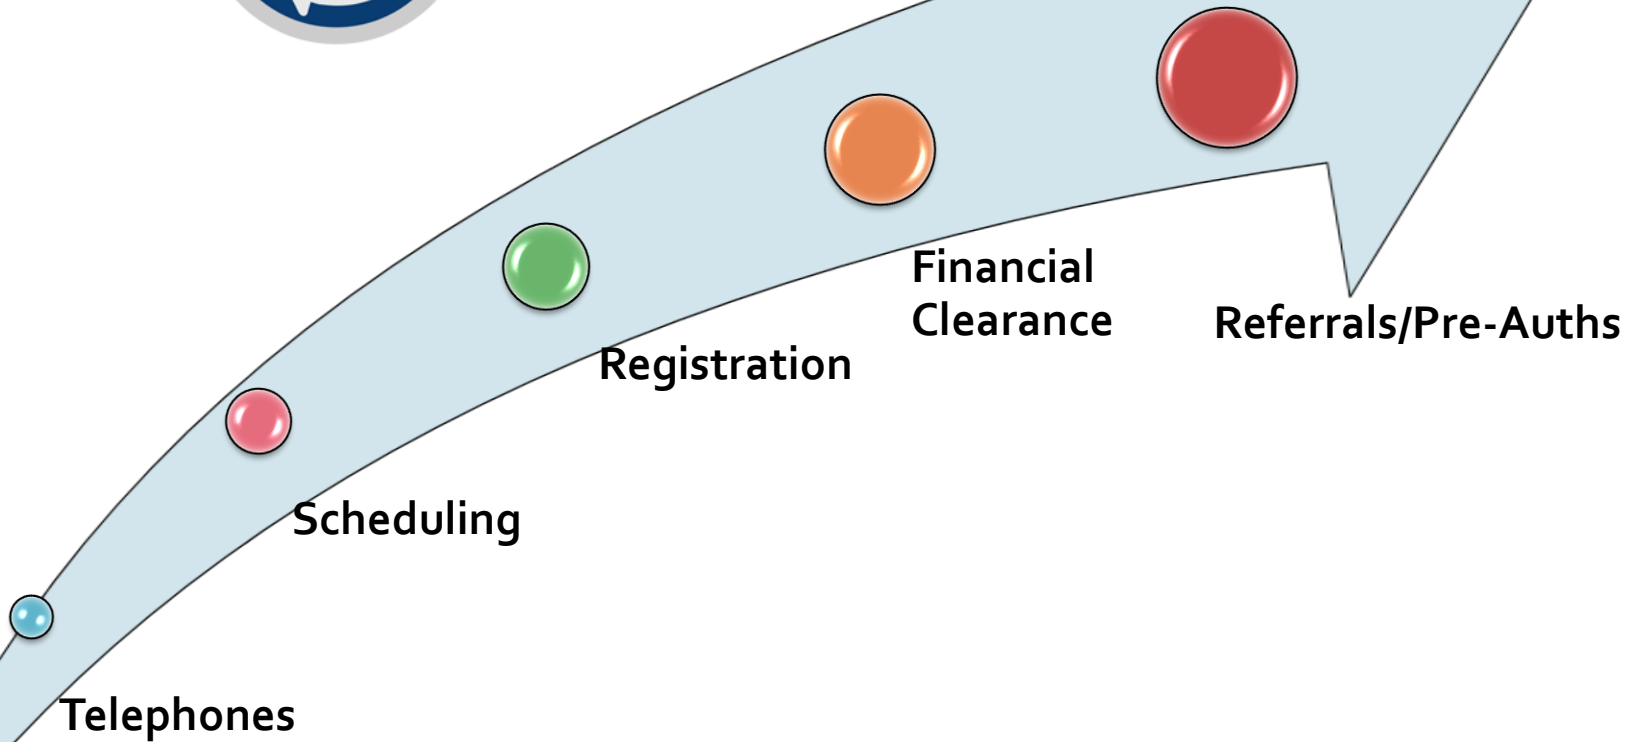 Financial
Clearance
Referrals/Pre-Auths
Registration
Scheduling
Telephones